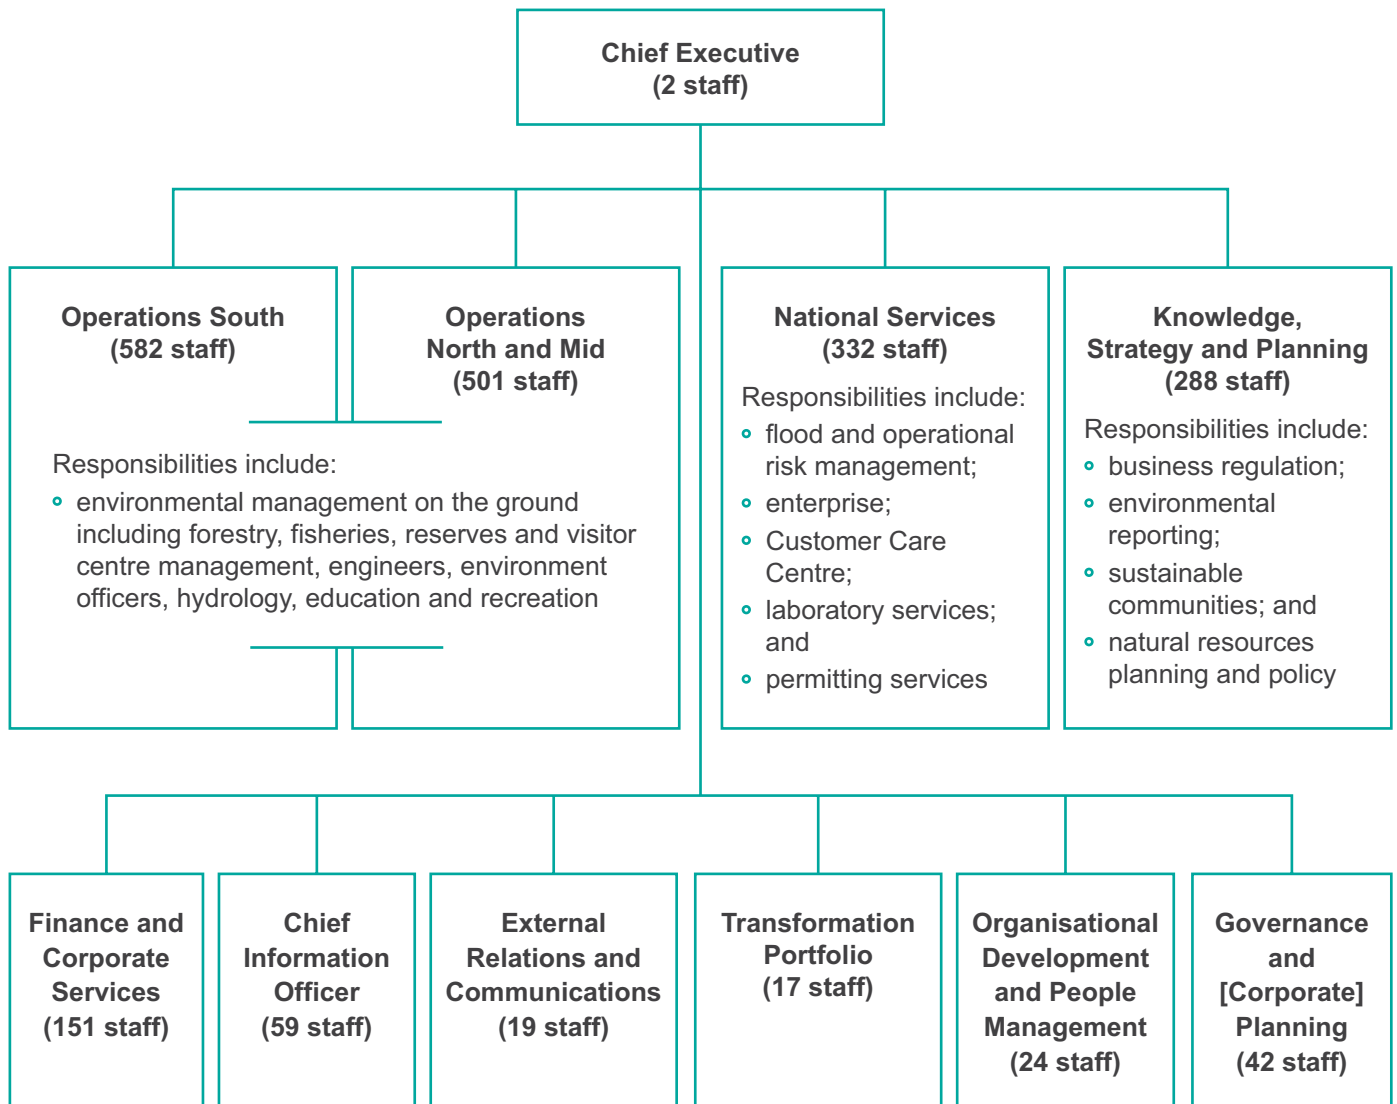 Chief Executive
(2 staff)
Operations South
(582 staff)
Operations
North and Mid
(501 staff)
Responsibilities include:
environmental management on the ground
including forestry, fisheries, reserves and visitor
centre management, engineers, environment
officers, hydrology, education and recreation
National Services
(332 staff)
Responsibilities include:
flood and operational
risk management;
enterprise;
Customer Care
Centre;
laboratory services;
and
permitting services
Knowledge,
Strategy and Planning
(288 staff)
Responsibilities include:
business regulation;
environmental
reporting;
sustainable
communities; and
natural resources
planning and policy
Finance and
Corporate
Services
(151 staff)
Chief
Information
Officer
(59 staff)
External
Relations and
Communications
(19 staff)
Transformation
Portfolio
(17 staff)
Organisational
Development
and People
Management
(24 staff)
Governance
and
[Corporate]
Planning
(42 staff)